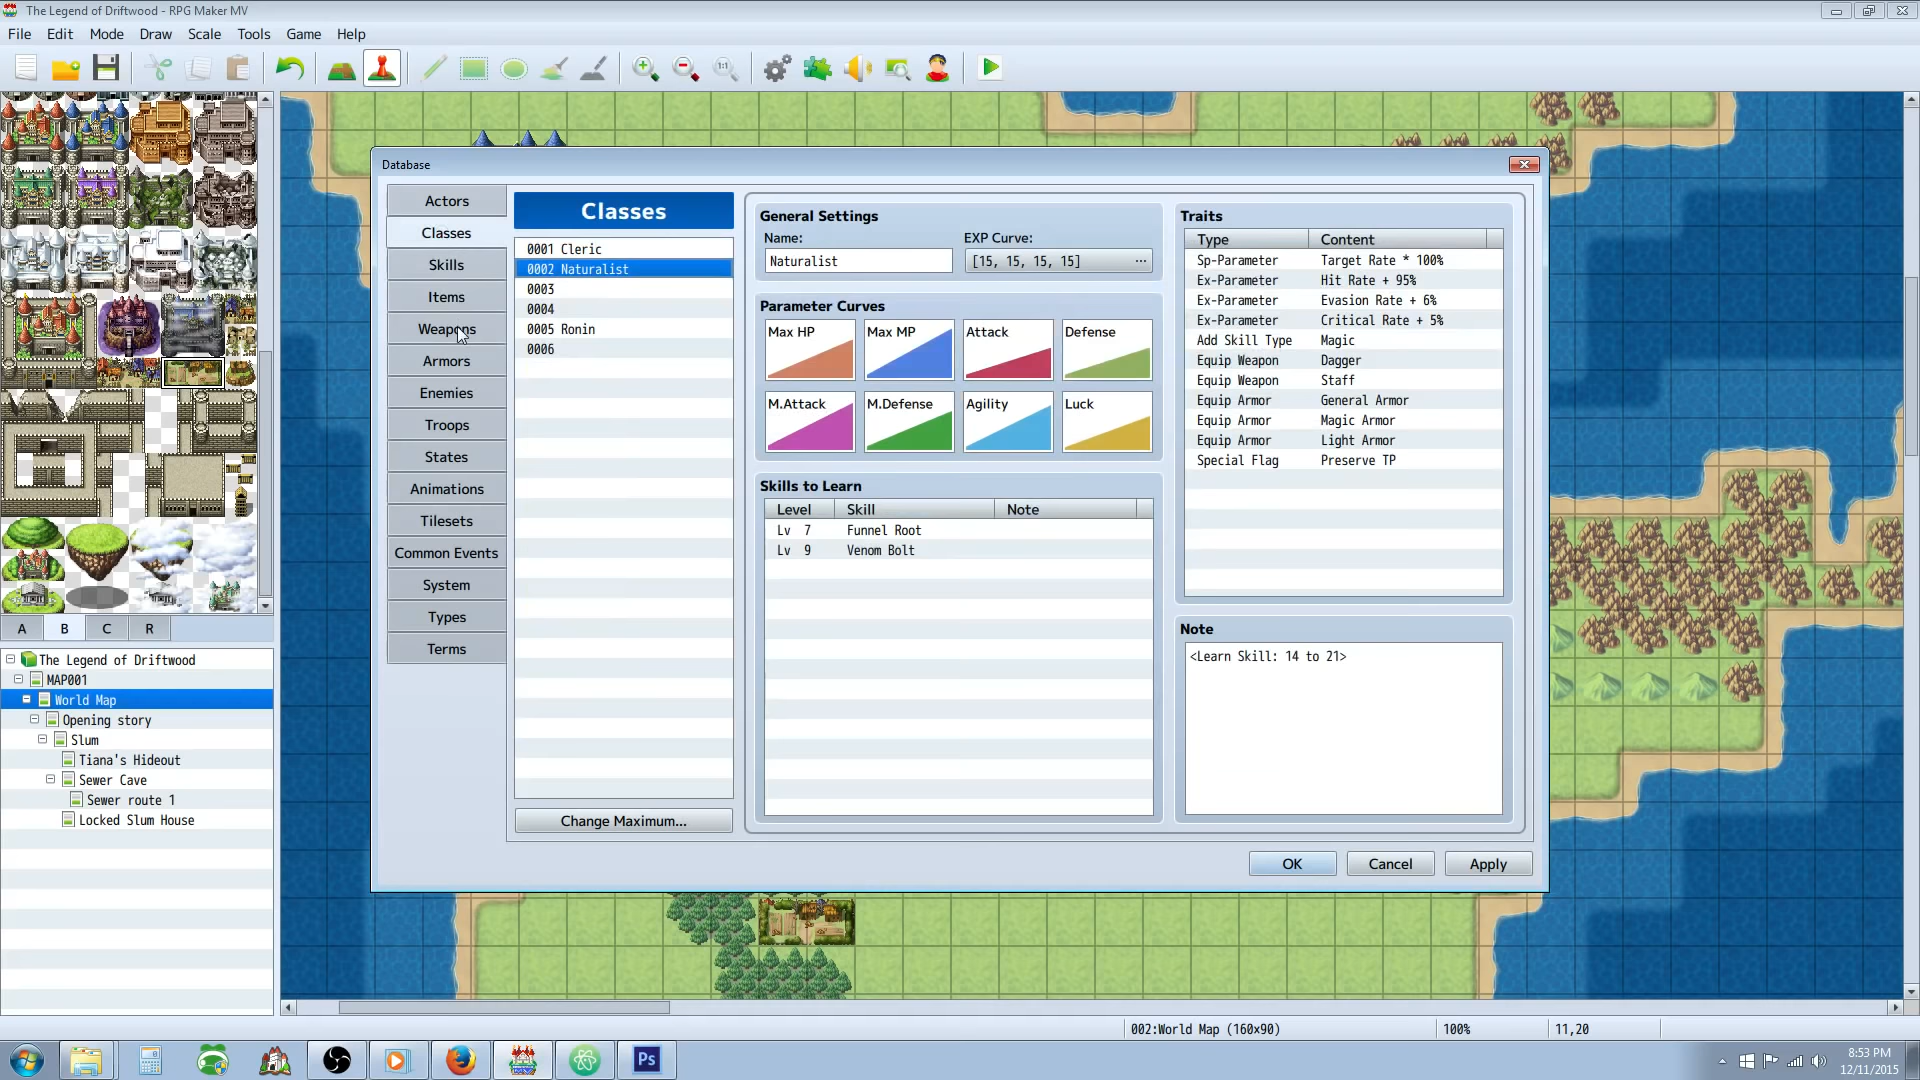 The Legend of Driftwood - RPG Maker MV
File Edit Mode Draw Scale Tools Game Help
1:1
Database
Actors
Classes
Skills
Items
Weapons
Armors
Enemies
Troops
States
Animations
Tilesets
Common Events
System
Types
Terms
Classes
0001 Cleric
0002 Naturalist
0003
0004
0005 Ronin
0006
Change Maximum...
General Settings
Name:
EXP Curve:
Naturalist
[15, 15, 15, 15]
...
Parameter Curves
Max HP
Max MP
Attack
Defense
M.Attack
M.Defense
Agility
Luck
Skills to Learn
Level Skill Note
Lv 7 Funnel Root
Lv 9 Venom Bolt
Traits
Type Content
Sp-Parameter Target Rate * 100%
Ex-Parameter Hit Rate + 95%
Ex-Parameter Evasion Rate + 6%
Ex-Parameter Critical Rate + 5%
Add Skill Type Magic
Equip Weapon Dagger
Equip Weapon Staff
Equip Armor General Armor
Equip Armor Magic Armor
Equip Armor Light Armor
Special Flag Preserve TP
Note
<Learn Skill: 14 to 21>
OK
Cancel
Apply
A B C R
The Legend of Driftwood
MAP001
World Map
Opening story
Slum
Tiana's Hideout
Sewer Cave
Sewer route 1
Locked Slum House
002:World Map (160x90)
100%
11,20
Ps
8:53 PM
12/11/2015